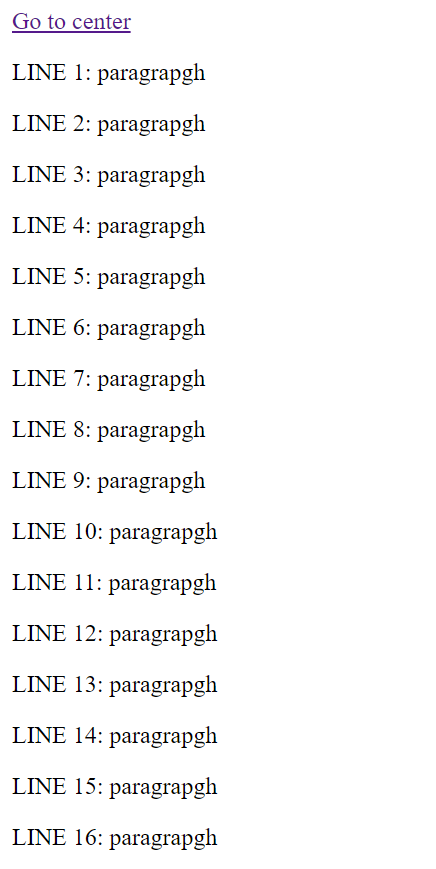 Go to center
LINE 1: paragrapgh
LINE 2: paragrapgh
LINE 3: paragrapgh
LINE 4: paragrapgh
LINE 5: paragrapgh
LINE 6: paragrapgh
LINE 7: paragrapgh
LINE 8: paragrapgh
LINE 9: paragrapgh
LINE 10: paragrapgh
LINE 11: paragrapgh
LINE 12: paragrapgh
LINE 13: paragrapgh
LINE 14: paragrapgh
LINE 15: paragrapgh
LINE 16: paragrapgh